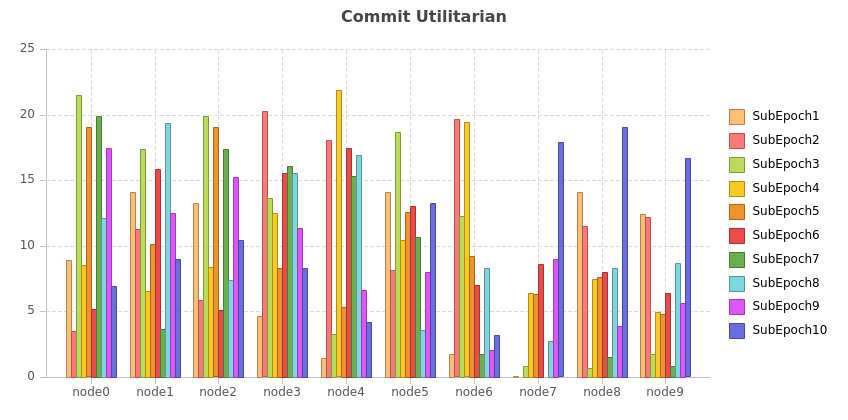 Commit Utilitarian
25
20
15
10
5
0
node0 node1 node2 node3 node4 node5 node6 node7 node8 node9
SubEpoch1
SubEpoch2
SubEpoch3
SubEpoch4
SubEpoch5
SubEpoch6
SubEpoch7
SubEpoch8
SubEpoch9
SubEpoch10